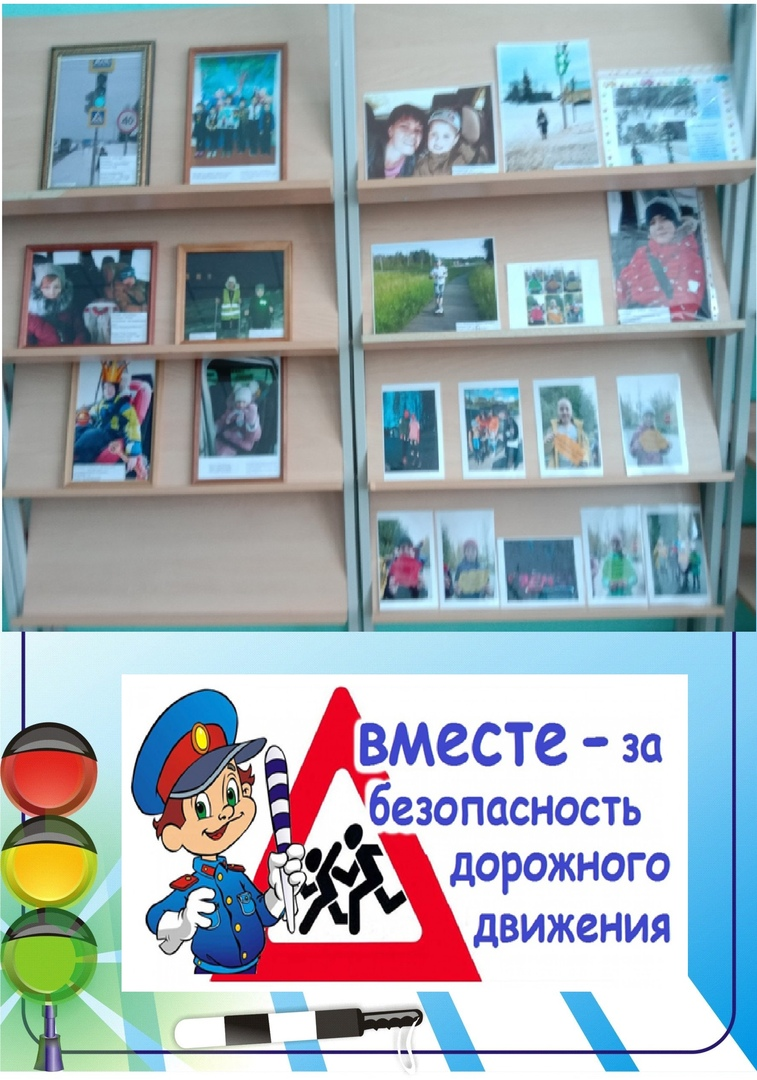 вместе - за
безопасность
дорожного
движения